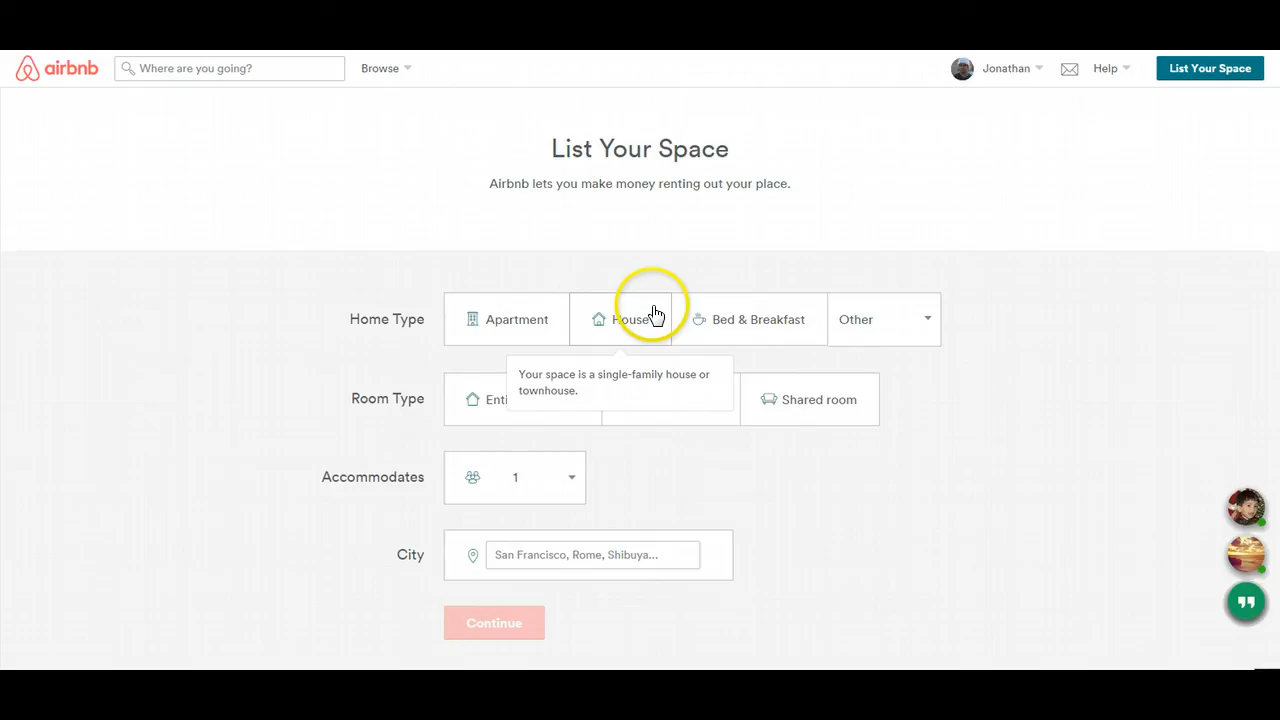 airbnb Where are you going? Browse Jonathan Help List Your Space
List Your Space
Airbnb lets you make money renting out your place.
Home Type Apartment House Bed & Breakfast Other
Your space is a single-family house or
townhouse.
Room Type Shared room
Accommodates 1
City San Francisco, Rome, Shibuya...
Continue